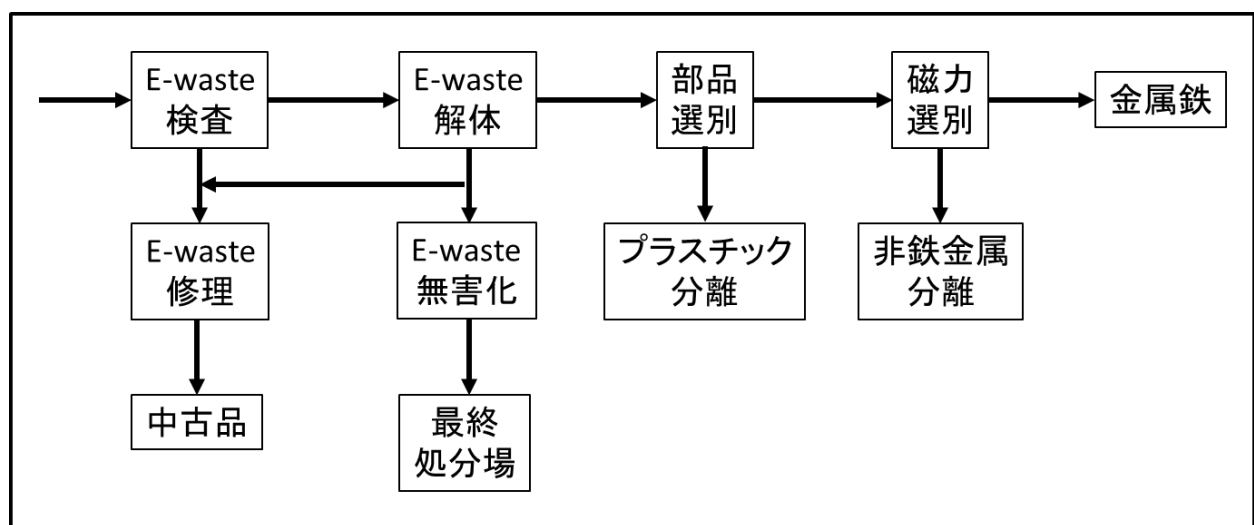 E-waste
検査
E-waste
解体
部品
選別
磁力
選別
金属鉄
E-waste
修理
E-waste
無害化
プラスチック
分離
非鉄金属
分離
中古品
最終
処分場